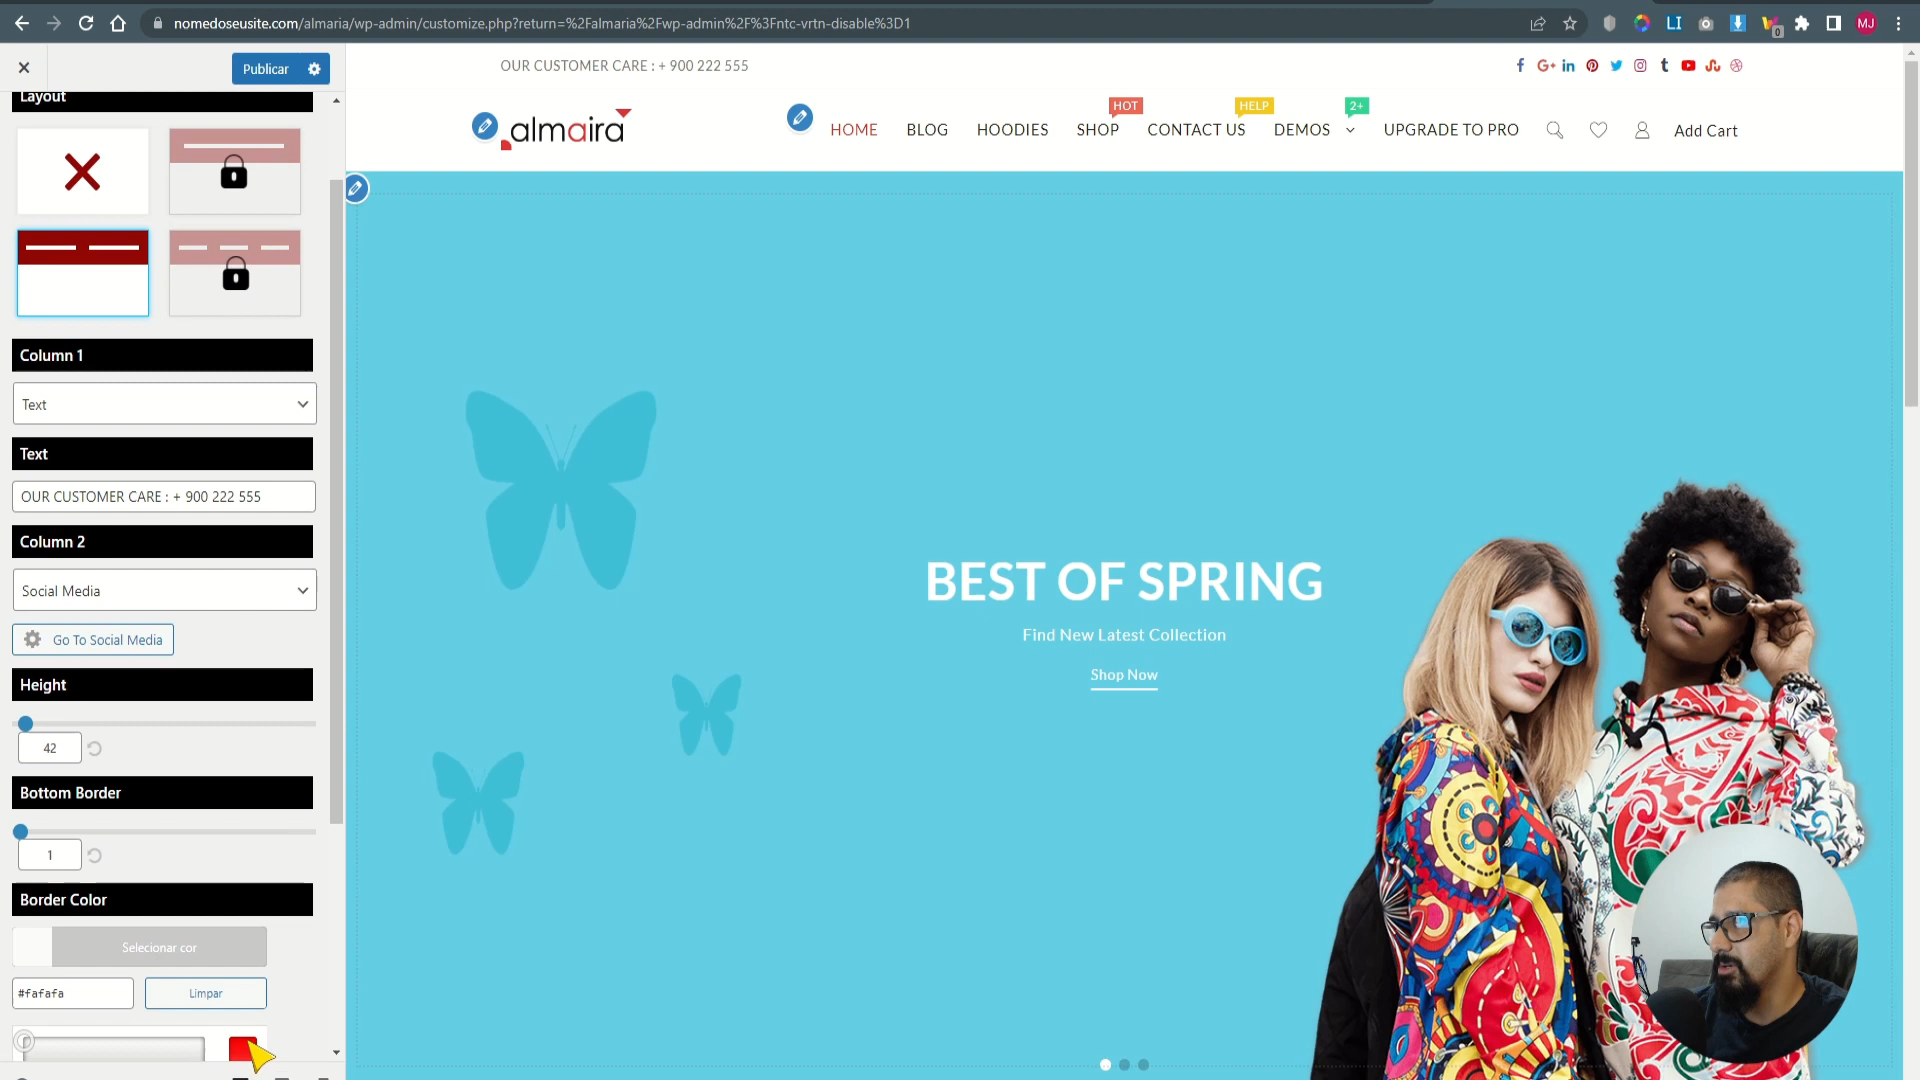 nomedoseusite.com/almaria/wp-admin/customize.php?return=%2Falmaria%2Fwp-admin%2F%3Fntc-vrtn-disable%3D1
LI
0
MJ
Publicar
OUR CUSTOMER CARE : + 900 222 555
Layout
HOT
HELP
2+
almaira
HOME
BLOG
HOODIES
SHOP
CONTACT US
DEMOS
UPGRADE TO PRO
Add Cart
Column 1
Text
Text
OUR CUSTOMER CARE : + 900 222 555
Column 2
Social Media
Go To Social Media
Height
42
Bottom Border
1
Border Color
Selecionar cor
#fafafa
Limpar
BEST OF SPRING
Find New Latest Collection
Shop Now